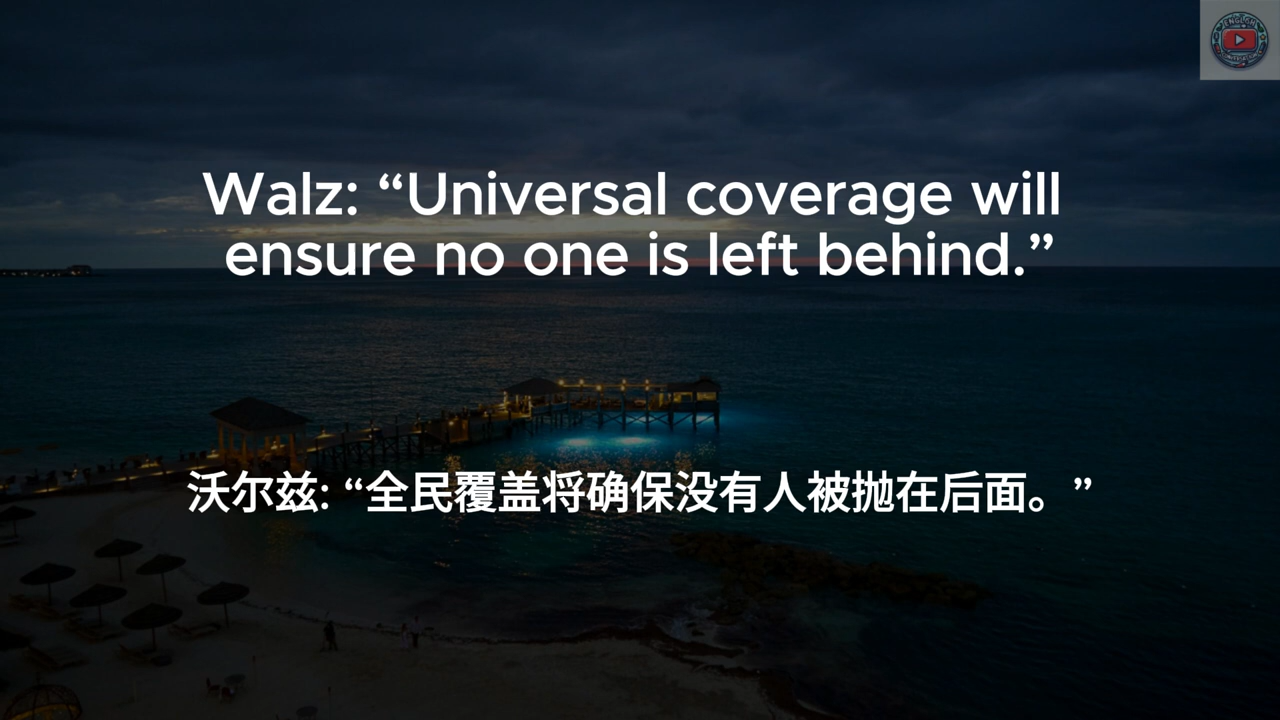 ENGLISH
Walz: “Universal coverage will
ensure no one is left behind.”
沃尔兹: “全民覆盖将确保没有人被抛在后面。”